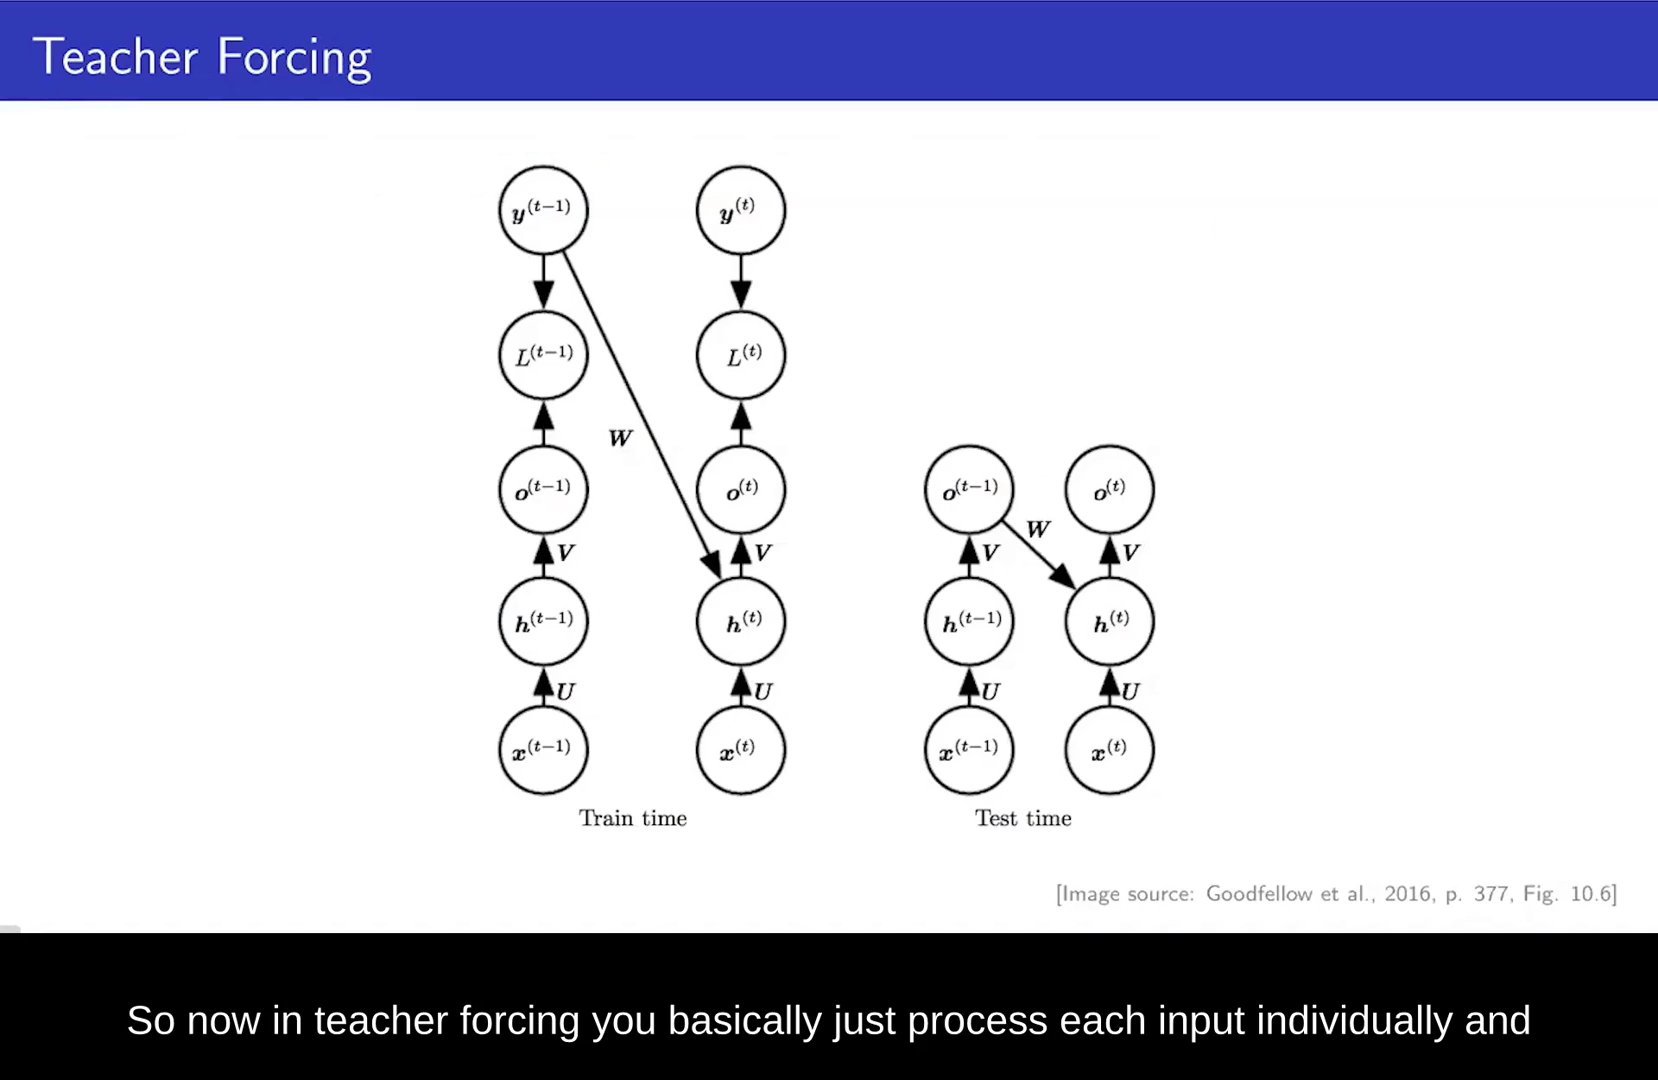 Teacher Forcing
y^(t−1) y^(t)
L^(t−1) L^(t)
W
o^(t−1) o^(t) o^(t−1) o^(t)
W
V V V V
h^(t−1) h^(t) h^(t−1) h^(t)
U U U U
x^(t−1) x^(t) x^(t−1) x^(t)
Train time Test time
[Image source: Goodfellow et al., 2016, p. 377, Fig. 10.6]
So now in teacher forcing you basically just process each input individually and